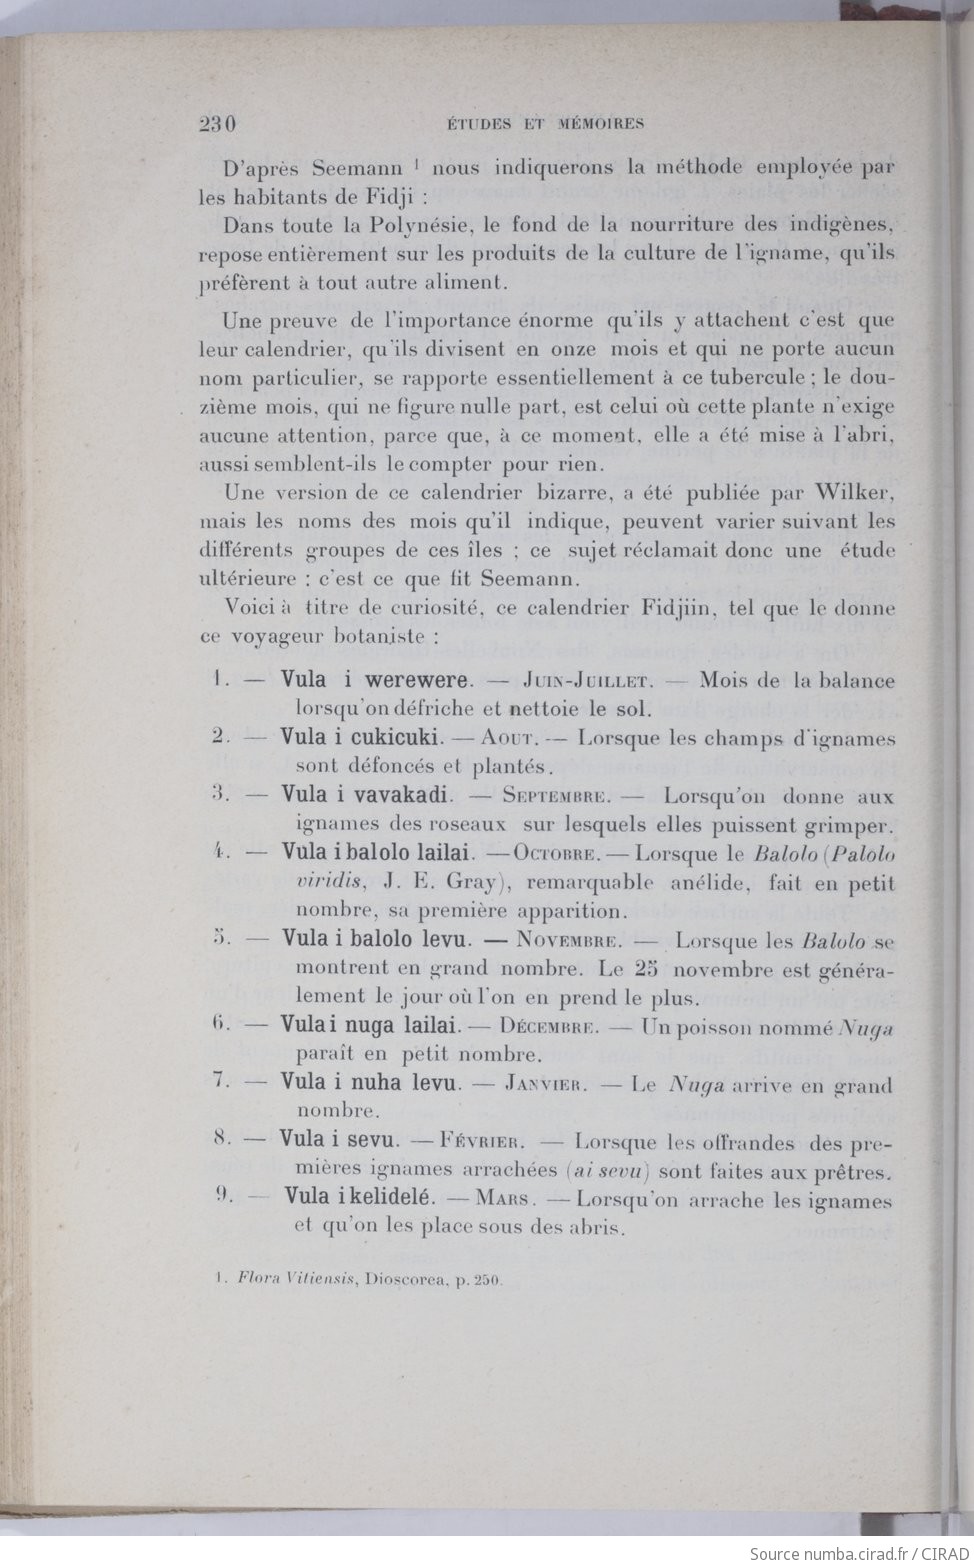 230 ÉTUDES ET MÉMOIRES
D'après Seemann 1 nous indiquerons la méthode employée par
les habitants de Fidji :
Dans toute la Polynésie, le fond de la nourriture des indigènes,
repose entièrement sur les produits de la culture de l'igname, qu'ils
préfèrent à tout autre aliment.
Une preuve de l'importance énorme qu'ils y attachent c'est que
leur calendrier, qu'ils divisent en onze mois et qui ne porte aucun
nom particulier, se rapporte essentiellement à ce tubercule ; le dou-
zième mois, qui ne figure nulle part, est celui où cette plante n'exige
aucune attention, parce que, à ce moment, elle a été mise à l'abri,
aussi semblent-ils le compter pour rien.
Une version de ce calendrier bizarre, a été publiée par Wilker,
mais les noms des mois qu'il indique, peuvent varier suivant les
différents groupes de ces îles ; ce sujet réclamait donc une étude
ultérieure : c'est ce que fit Seemann.
Voici à titre de curiosité, ce calendrier Fidjiin, tel que le donne
ce voyageur botaniste :
1. — Vula i werewere. — JUIN-JUILLET. — Mois de la balance
lorsqu'on défriche et nettoie le sol.
2. — Vula i cukicuki. — AOUT. — Lorsque les champs d'ignames
sont défoncés et plantés.
3. — Vula i vavakadi. — SEPTEMBRE. — Lorsqu'on donne aux
ignames des roseaux sur lesquels elles puissent grimper.
4. — Vula i balolo lailai. — OCTOBRE. — Lorsque le Balolo (Palolo
viridis, J. E. Gray), remarquable anélide, fait en petit
nombre, sa première apparition.
5. — Vula i balolo levu. — NOVEMBRE. — Lorsque les Balolo se
montrent en grand nombre. Le 25 novembre est généra-
lement le jour où l'on en prend le plus.
6. — Vula i nuga lailai. — DÉCEMBRE. — Un poisson nommé Nuga
paraît en petit nombre.
7. — Vula i nuha levu. — JANVIER. — Le Nuga arrive en grand
nombre.
8. — Vula i sevu. — FÉVRIER. — Lorsque les offrandes des pre-
mières ignames arrachées (ai sevu) sont faites aux prêtres.
9. — Vula i kelidelé. — MARS. — Lorsqu'on arrache les ignames
et qu'on les place sous des abris.
1. Flora Vitiensis, Dioscorea, p. 250.
Source numba.cirad.fr / CIRAD